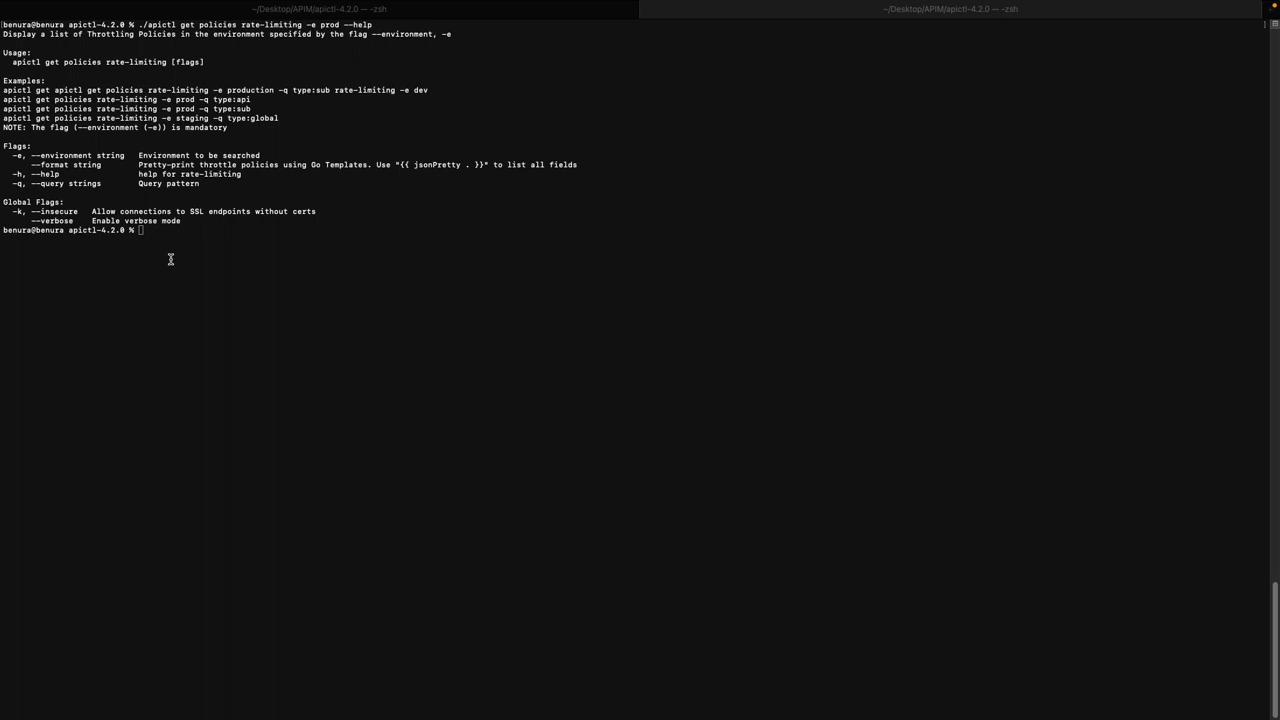 ~/Desktop/APIM/apictl-4.2.0 — -zsh
~/Desktop/APIM/apictl-4.2.0 — -zsh
benura@benura apictl-4.2.0 % ./apictl get policies rate-limiting -e prod --help
Display a list of Throttling Policies in the environment specified by the flag --environment, -e
Usage:
apictl get policies rate-limiting [flags]
Examples:
apictl get apictl get policies rate-limiting -e production -q type:sub rate-limiting -e dev
apictl get policies rate-limiting -e prod -q type:api
apictl get policies rate-limiting -e prod -q type:sub
apictl get policies rate-limiting -e staging -q type:global
NOTE: The flag (--environment (-e)) is mandatory
Flags:
-e, --environment string   Environment to be searched
--format string        Pretty-print throttle policies using Go Templates. Use "{{ jsonPretty . }}" to list all fields
-h, --help                 help for rate-limiting
-q, --query strings        Query pattern
Global Flags:
-k, --insecure   Allow connections to SSL endpoints without certs
--verbose    Enable verbose mode
benura@benura apictl-4.2.0 %